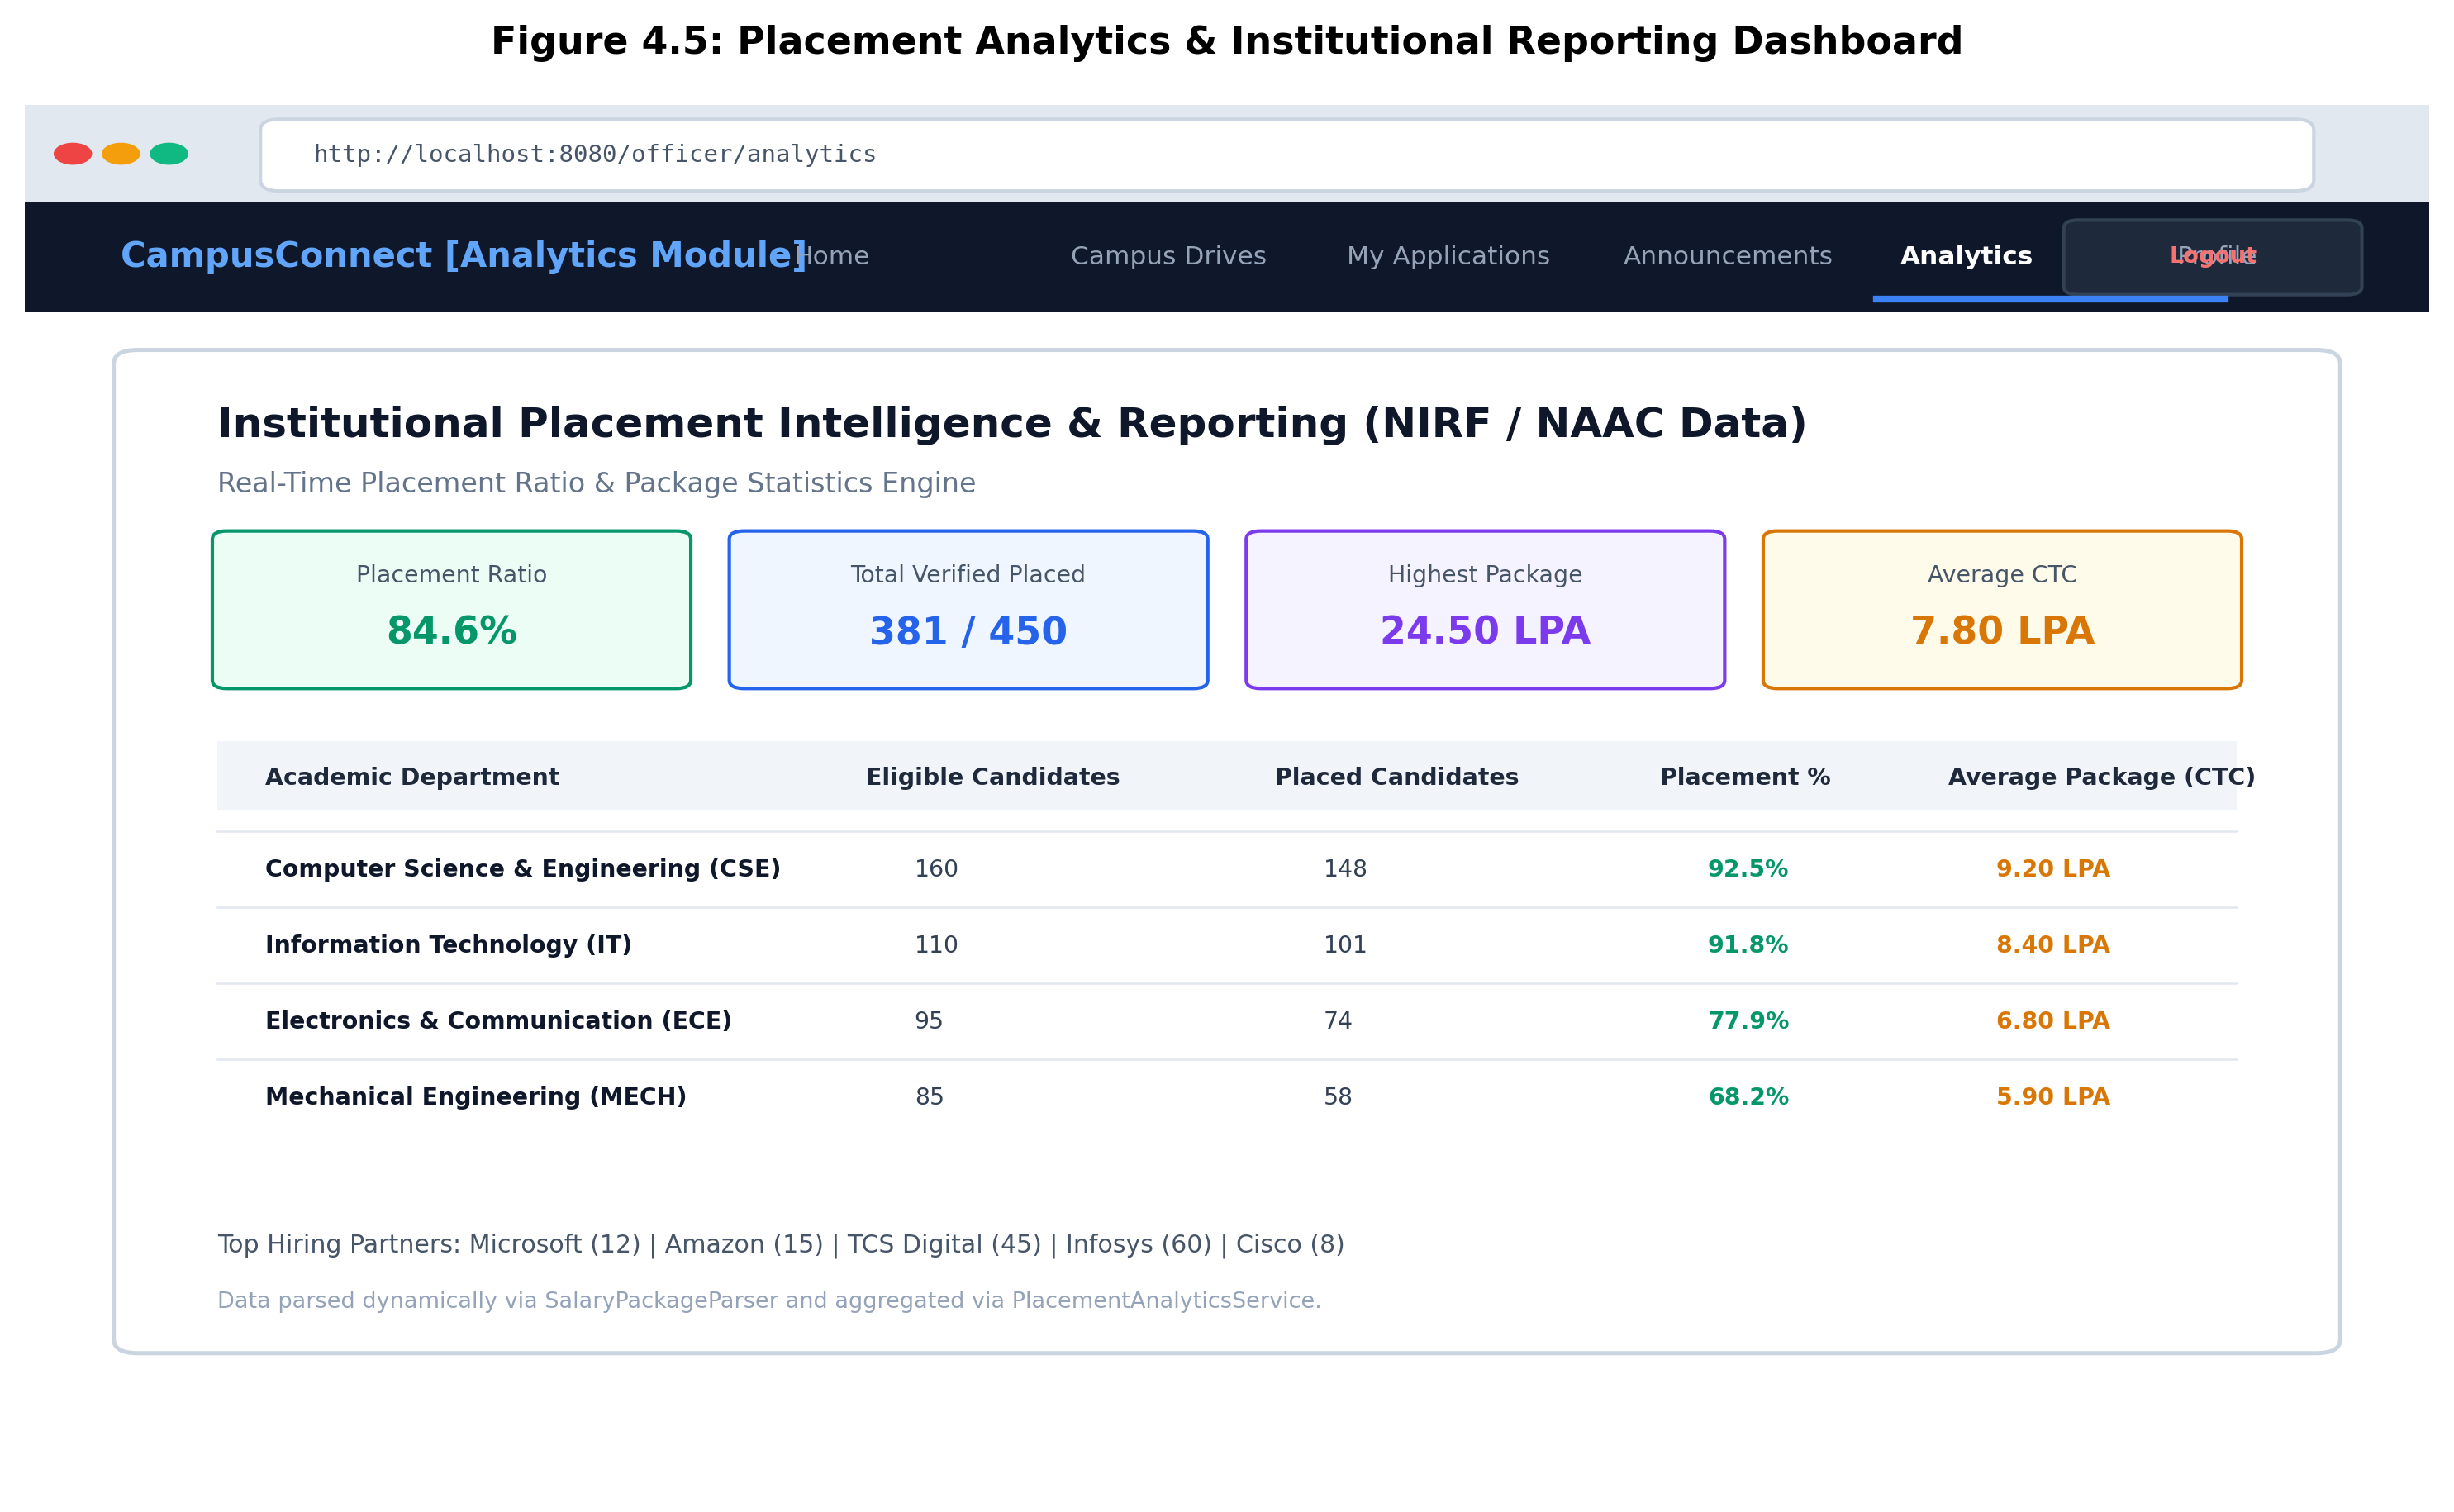 Figure 4.5: Placement Analytics & Institutional Reporting Dashboard
http://localhost:8080/officer/analytics
CampusConnect [Analytics Module] Home Campus Drives My Applications Announcements Analytics Profile Logout
Institutional Placement Intelligence & Reporting (NIRF / NAAC Data)
Real-Time Placement Ratio & Package Statistics Engine
Placement Ratio Total Verified Placed Highest Package Average CTC
84.6% 381 / 450 24.50 LPA 7.80 LPA
Academic Department Eligible Candidates Placed Candidates Placement % Average Package (CTC)
Computer Science & Engineering (CSE) 160 148 92.5% 9.20 LPA
Information Technology (IT) 110 101 91.8% 8.40 LPA
Electronics & Communication (ECE) 95 74 77.9% 6.80 LPA
Mechanical Engineering (MECH) 85 58 68.2% 5.90 LPA
Top Hiring Partners: Microsoft (12) | Amazon (15) | TCS Digital (45) | Infosys (60) | Cisco (8)
Data parsed dynamically via SalaryPackageParser and aggregated via PlacementAnalyticsService.